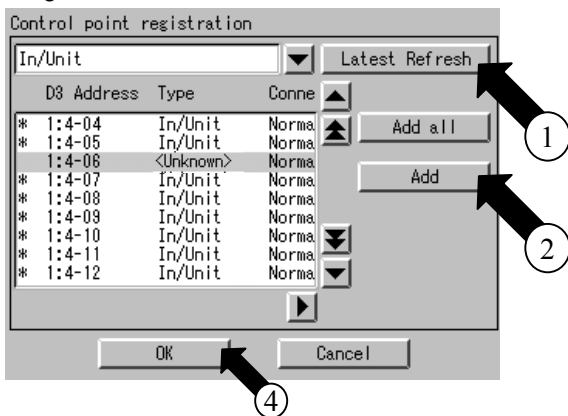 Control point registration
In/Unit
Latest Refresh
D3 Address Type Conne
* 1:4-04 In/Unit Norma
* 1:4-05 In/Unit Norma
1:4-06 <Unknown> Norma
* 1:4-07 In/Unit Norma
* 1:4-08 In/Unit Norma
* 1:4-09 In/Unit Norma
* 1:4-10 In/Unit Norma
* 1:4-11 In/Unit Norma
* 1:4-12 In/Unit Norma
Add all
1
Add
2
OK
Cancel
4